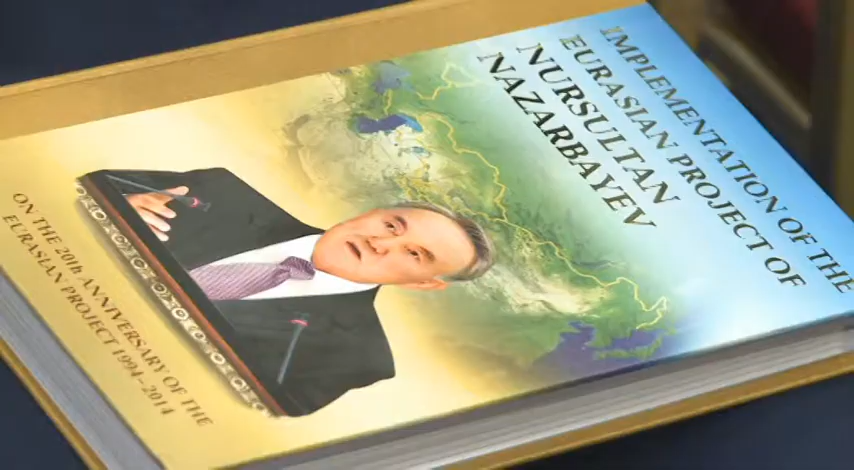 IMPLEMENTATION OF THE
EURASIAN PROJECT OF
NURSULTAN
NAZARBAYEV
ON THE 20th ANNIVERSARY OF THE
EURASIAN PROJECT 1994–2014